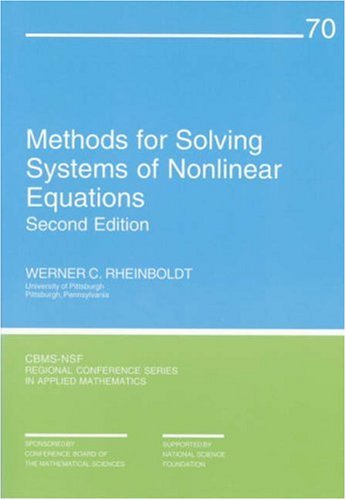 70
Methods for Solving
Systems of Nonlinear
Equations
Second Edition
WERNER C. RHEINBOLDT
University of Pittsburgh
Pittsburgh, Pennsylvania
CBMS-NSF
REGIONAL CONFERENCE SERIES
IN APPLIED MATHEMATICS
SPONSORED BY
CONFERENCE BOARD OF
THE MATHEMATICAL SCIENCES
SUPPORTED BY
NATIONAL SCIENCE
FOUNDATION